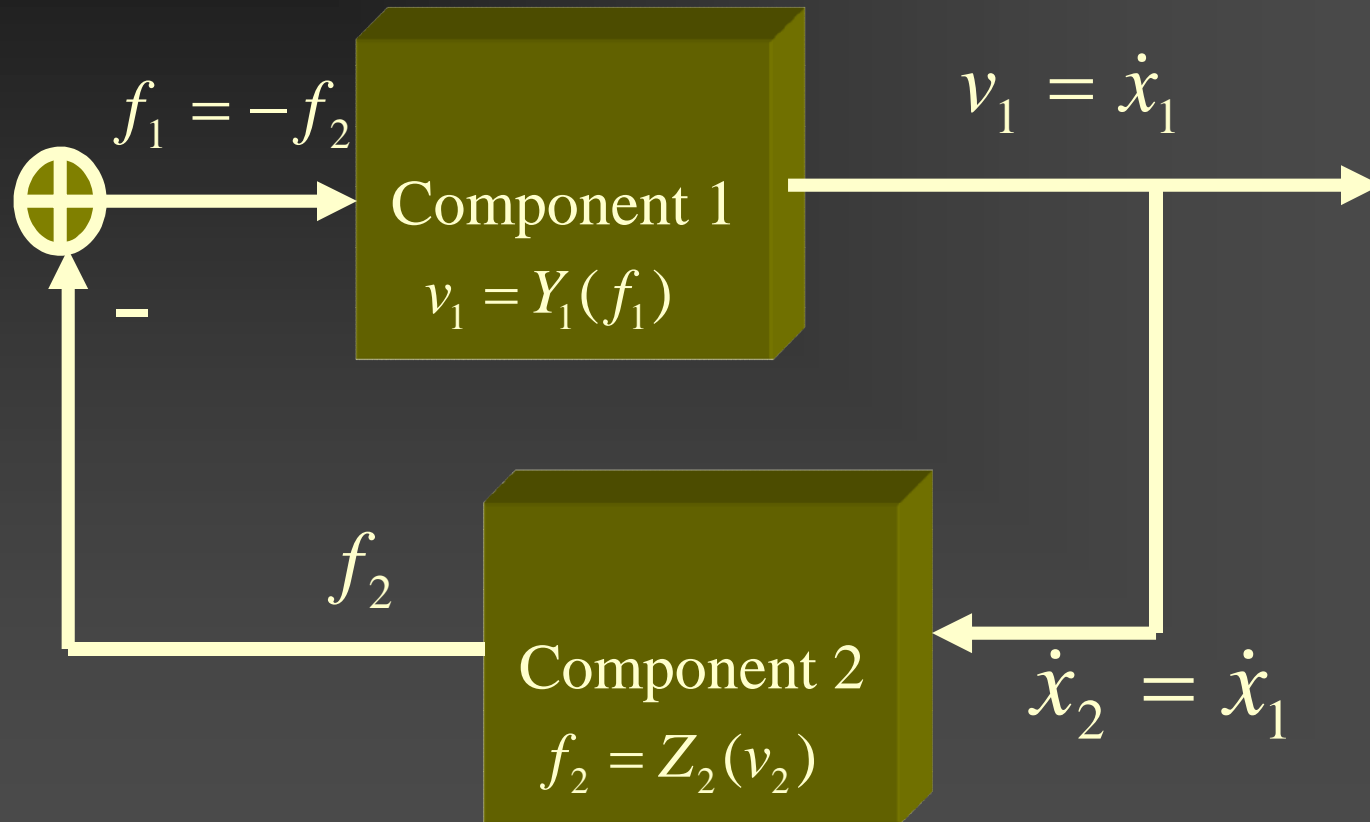 f₁ = −f₂
v₁ = ẋ₁
Component 1
v₁ = Y₁(f₁)
−
f₂
Component 2
f₂ = Z₂(v₂)
ẋ₂ = ẋ₁